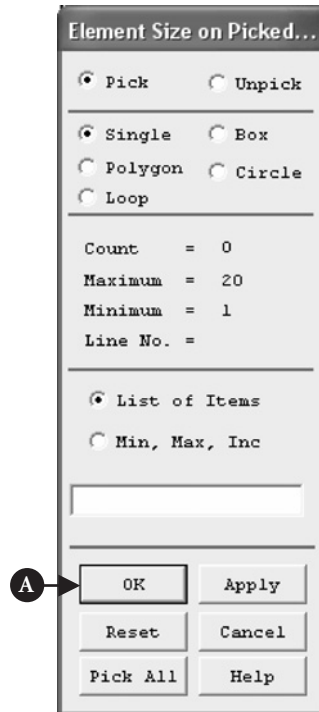 Element Size on Picked...
Pick Unpick
Single Box
Polygon Circle
Loop
Count = 0
Maximum = 20
Minimum = 1
Line No. =
List of Items
Min, Max, Inc
A OK Apply
Reset Cancel
Pick All Help